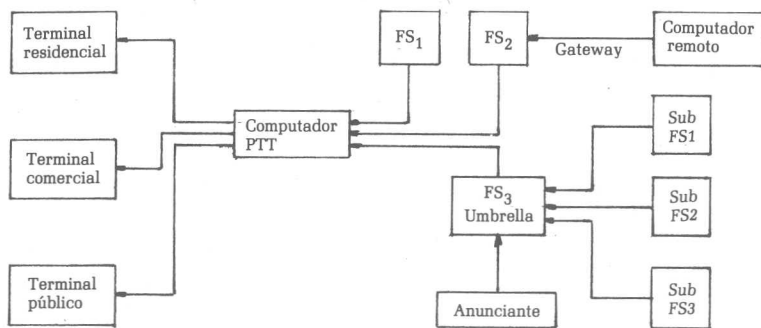 Terminal
residencial
FS1
FS2
Gateway
Computador
remoto
Computador
PTT
Sub
FS1
Terminal
comercial
FS3
Umbrella
Sub
FS2
Terminal
público
Anunciante
Sub
FS3